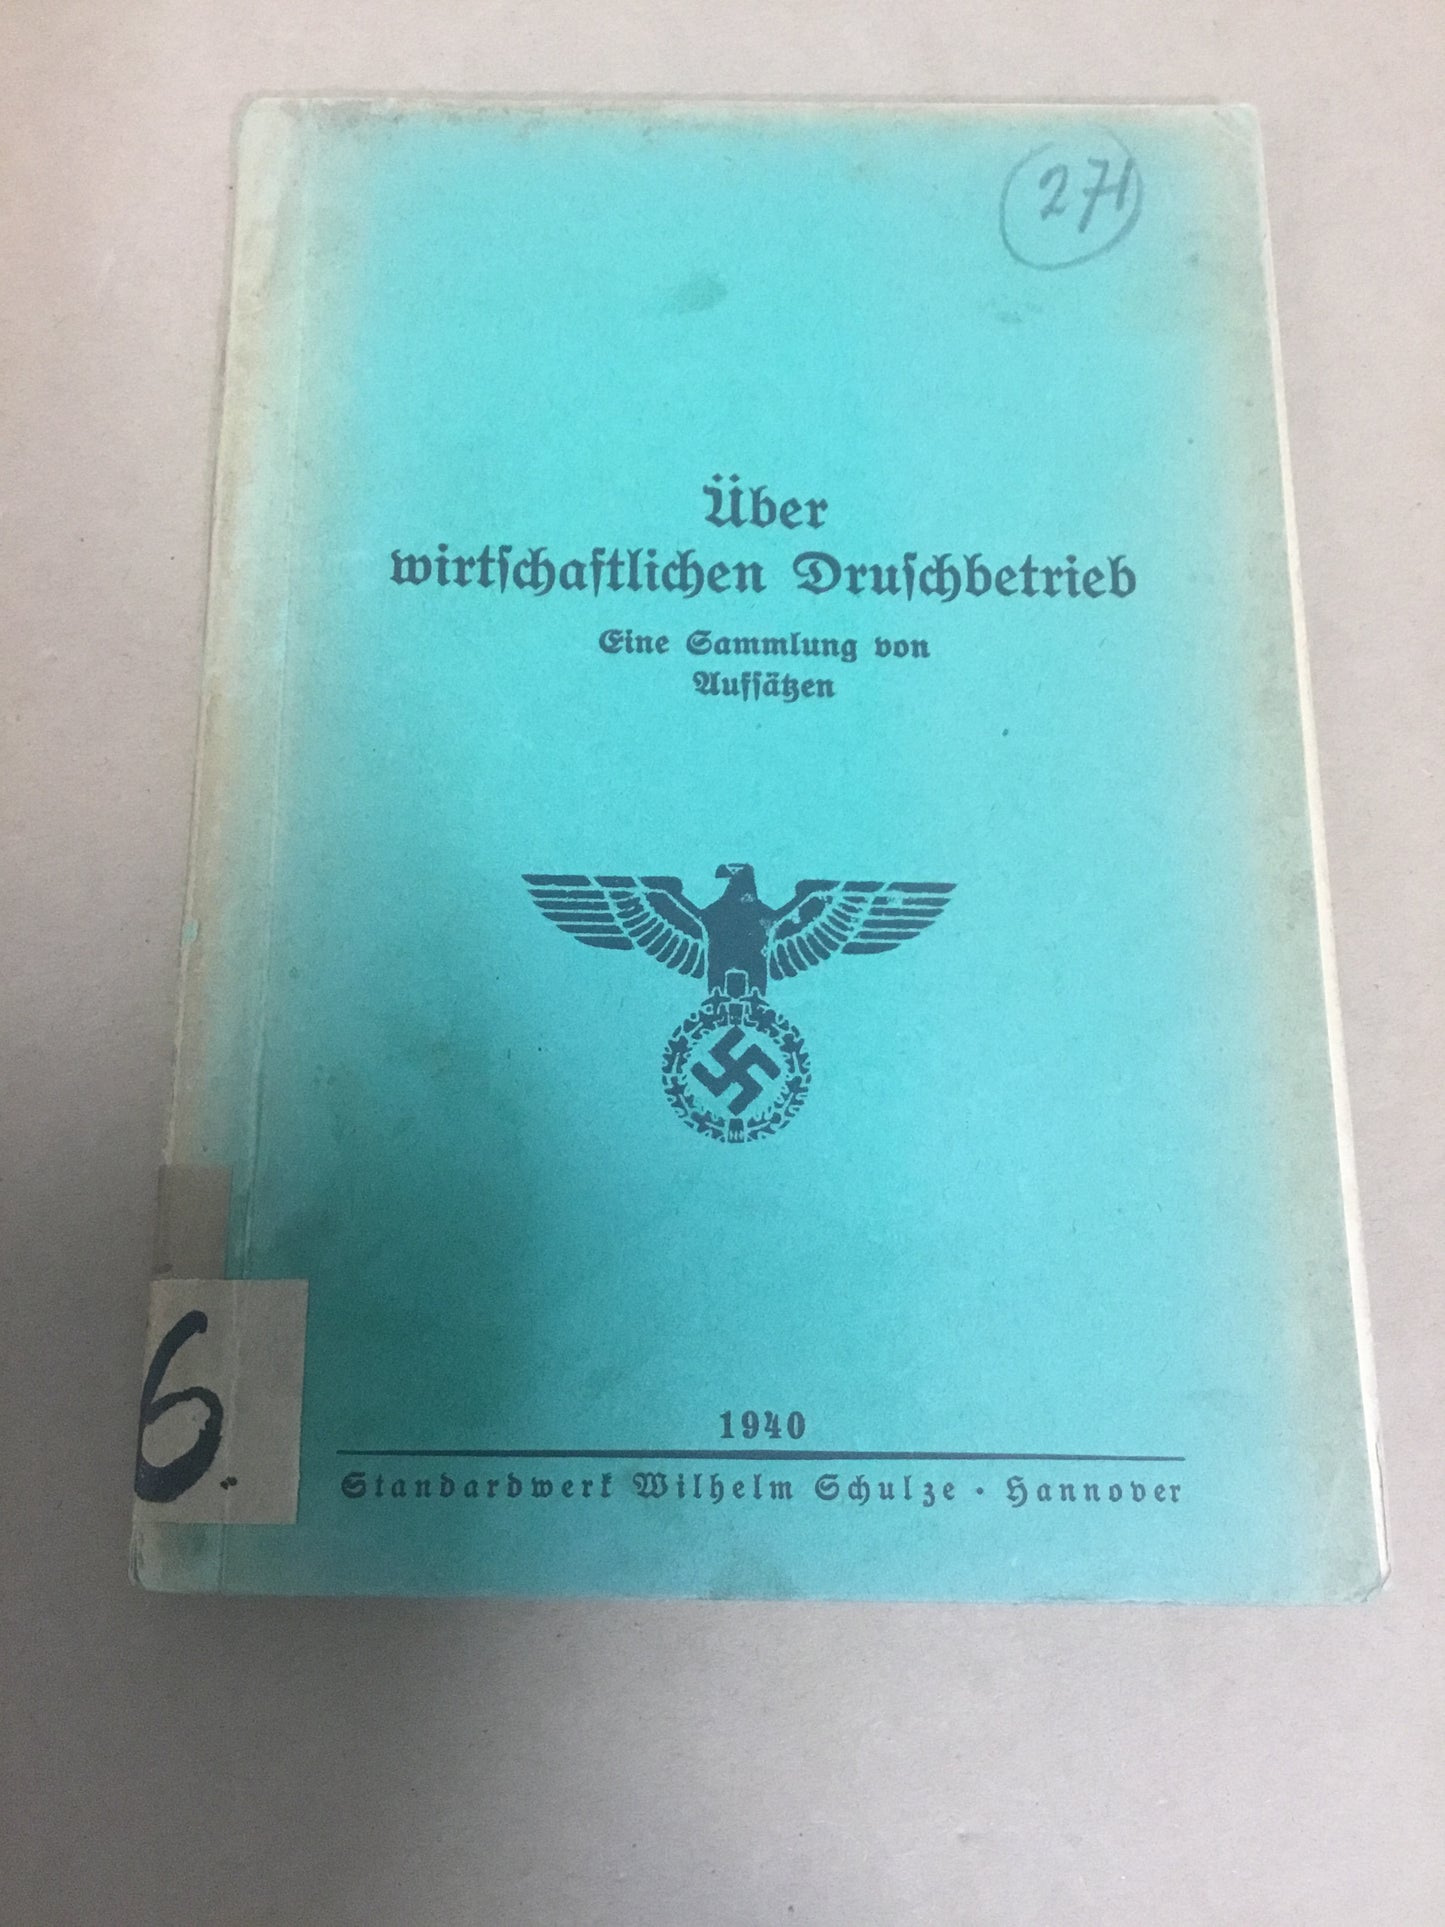 271
Über
wirtſchaftlichen Druſchbetrieb
Eine Sammlung von
Aufſätzen
6.
1940
Standardwerk Wilhelm Schulze · Hannover